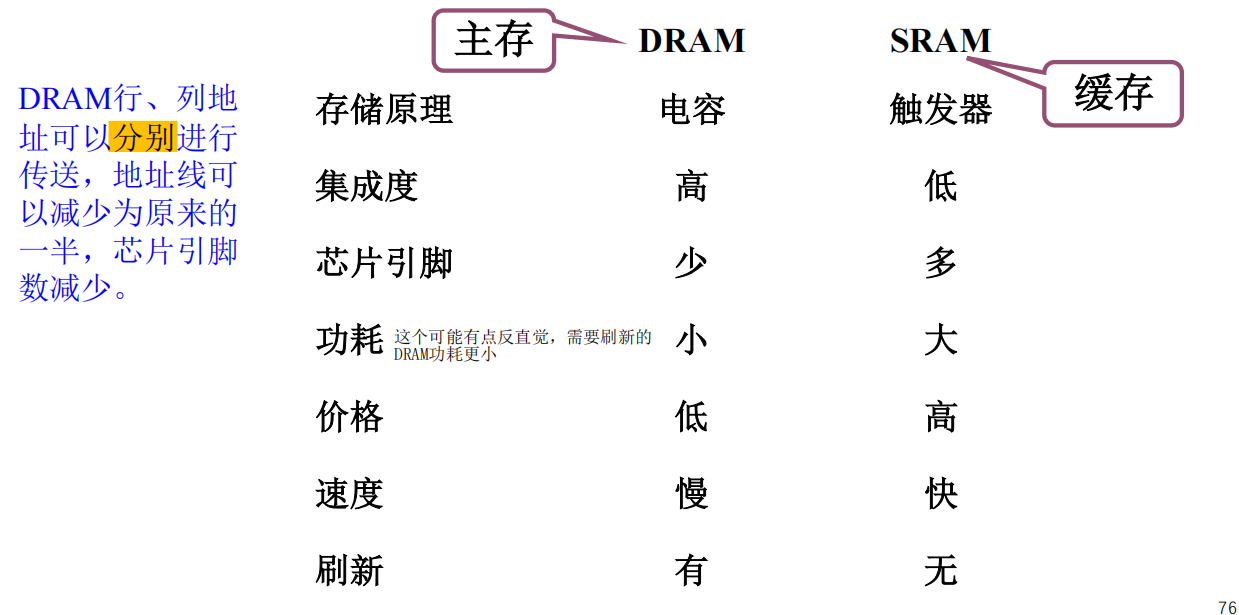 主存
DRAM
SRAM
缓存
DRAM行、列地
址可以分别进行
传送，地址线可
以减少为原来的
一半，芯片引脚
数减少。
存储原理 电容 触发器
集成度 高 低
芯片引脚 少 多
功耗 这个可能有点反直觉，需要刷新的
DRAM功耗更小
小 大
价格 低 高
速度 慢 快
刷新 有 无
76